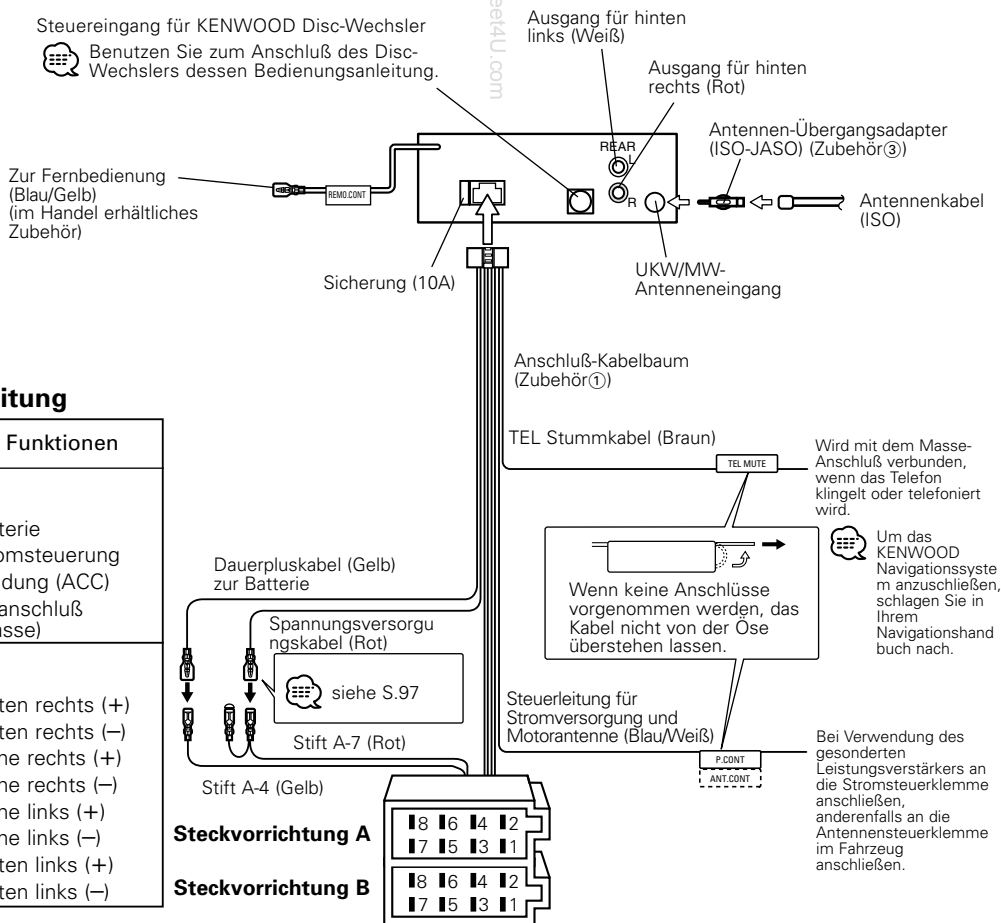 Steuereingang für KENWOOD Disc-Wechsler
Benutzen Sie zum Anschluß des Disc-
Wechslers dessen Bedienungsanleitung.
eet4U.com
Ausgang für hinten
links (Weiß)
Ausgang für hinten
rechts (Rot)
Antennen-Übergangsadapter
(ISO-JASO) (Zubehör③)
REAR
L
R
Zur Fernbedienung
(Blau/Gelb)
(im Handel erhältliches
Zubehör)
REMO.CONT
Antennenkabel
(ISO)
Sicherung (10A)
UKW/MW-
Antenneneingang
Anschluß-Kabelbaum
(Zubehör①)
itung
Funktionen
terie
omsteuerung
dung (ACC)
anschluß
asse)
ten rechts (+)
ten rechts (–)
ne rechts (+)
ne rechts (–)
ne links (+)
ne links (–)
ten links (+)
ten links (–)
TEL Stummkabel (Braun)
TEL MUTE
Wird mit dem Masse-
Anschluß verbunden,
wenn das Telefon
klingelt oder telefoniert
wird.
Um das
KENWOOD
Navigationssyste
m anzuschließen,
schlagen Sie in
Ihrem
Navigationshand
buch nach.
Wenn keine Anschlüsse
vorgenommen werden, das
Kabel nicht von der Öse
überstehen lassen.
Dauerpluskabel (Gelb)
zur Batterie
Spannungsversorgu
ngskabel (Rot)
siehe S.97
Stift A-7 (Rot)
Stift A-4 (Gelb)
Steuerleitung für
Stromversorgung und
Motorantenne (Blau/Weiß)
P.CONT
ANT.CONT
Bei Verwendung des
gesonderten
Leistungsverstärkers an
die Stromsteuerklemme
anschließen,
anderenfalls an die
Antennensteuerklemme
im Fahrzeug
anschließen.
Steckvorrichtung A
8 6 4 2
7 5 3 1
Steckvorrichtung B
8 6 4 2
7 5 3 1